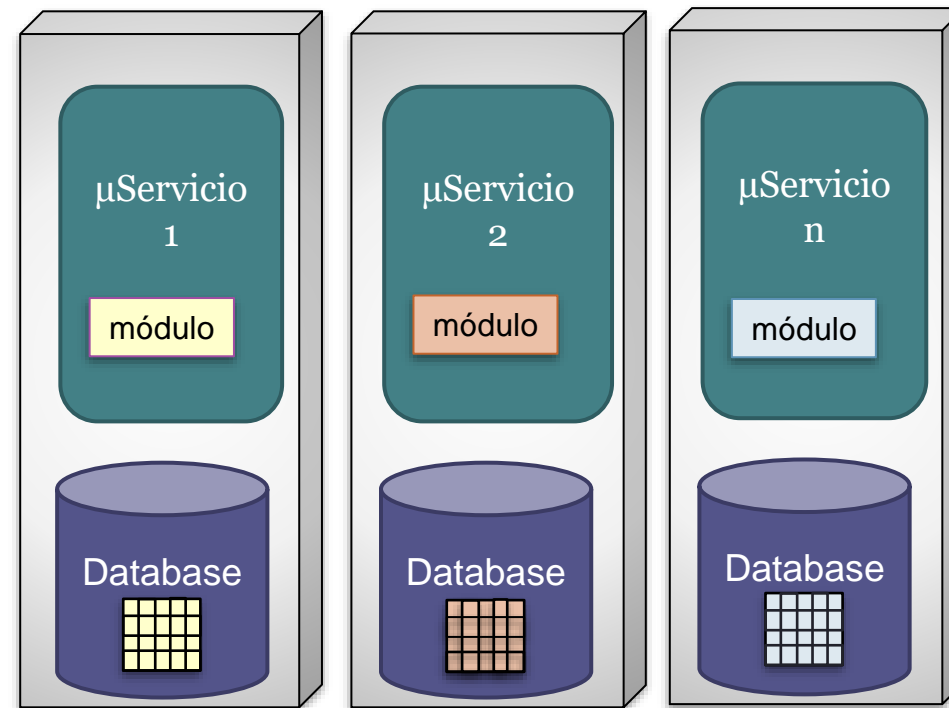 µServicio
1
módulo
Database
µServicio
2
módulo
Database
µServicio
n
módulo
Database